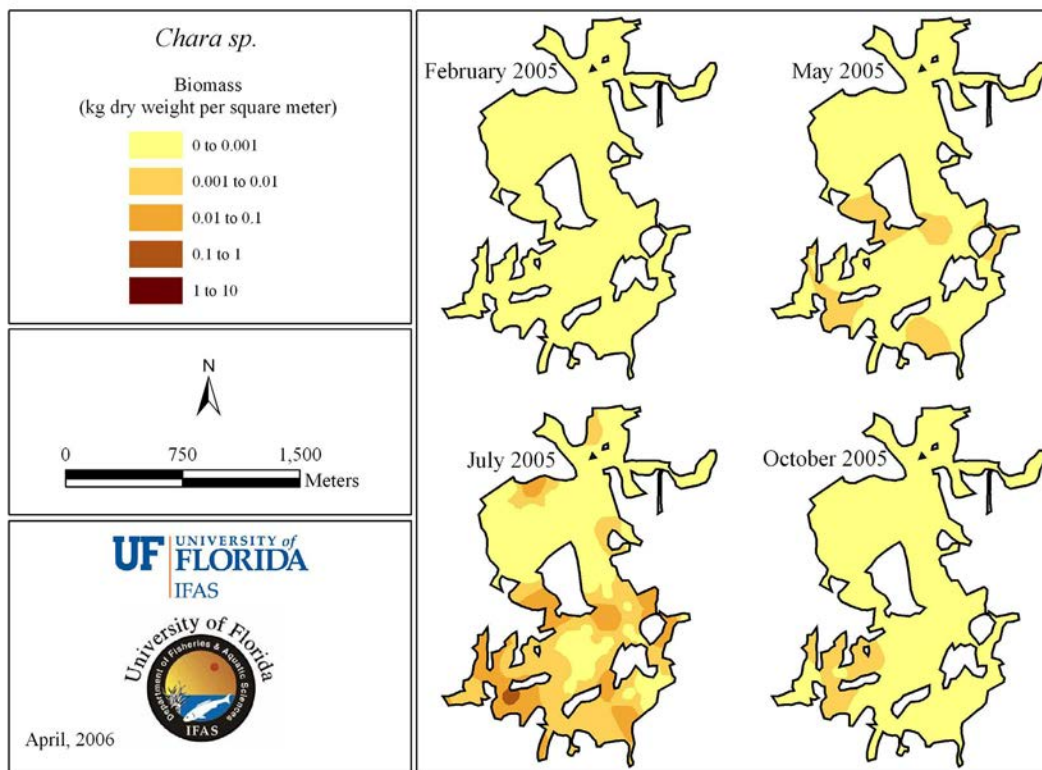 Chara sp.
Biomass
(kg dry weight per square meter)
0 to 0.001
0.001 to 0.01
0.01 to 0.1
0.1 to 1
1 to 10
N
0 750 1,500
Meters
UF UNIVERSITY of
FLORIDA
IFAS
University of Florida
Department of Fisheries & Aquatic Sciences
IFAS
April, 2006
February 2005
May 2005
July 2005
October 2005